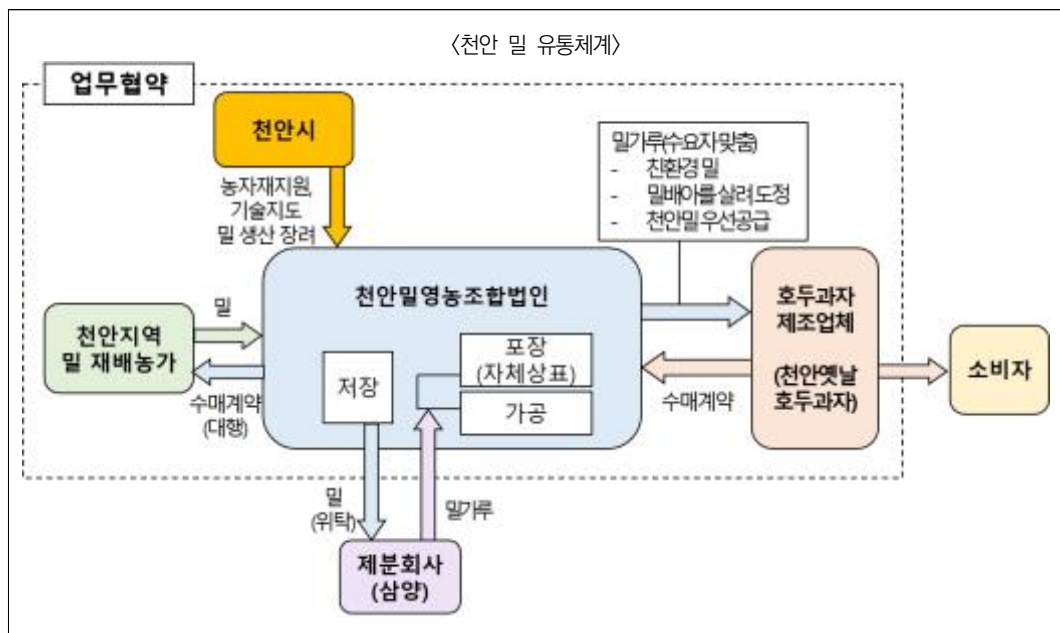 〈천안 밀 유통체계〉
업무협약
천안시
농자재지원,
기술지도
밀 생산 장려
밀가루(수요자 맞춤)
- 친환경 밀
- 밀배아를 살려 도정
- 천안밀 우선공급
천안밀영농조합법인
천안지역
밀 재배농가
밀
수매계약
(대행)
저장
포장
(자체상표)
가공
호두과자
제조업체
(천안옛날
호두과자)
수매계약
소비자
밀
(위탁)
밀가루
제분회사
(삼양)